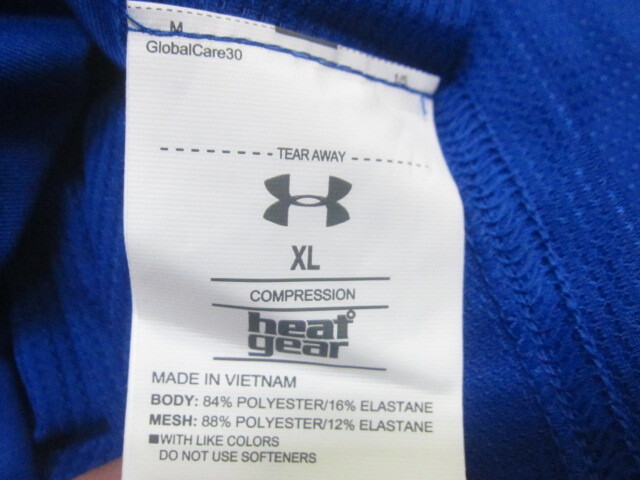 M
GlobalCare30
TEAR AWAY
XL
COMPRESSION
heat
gear
MADE IN VIETNAM
BODY: 84% POLYESTER/16% ELASTANE
MESH: 88% POLYESTER/12% ELASTANE
WITH LIKE COLORS
DO NOT USE SOFTENERS